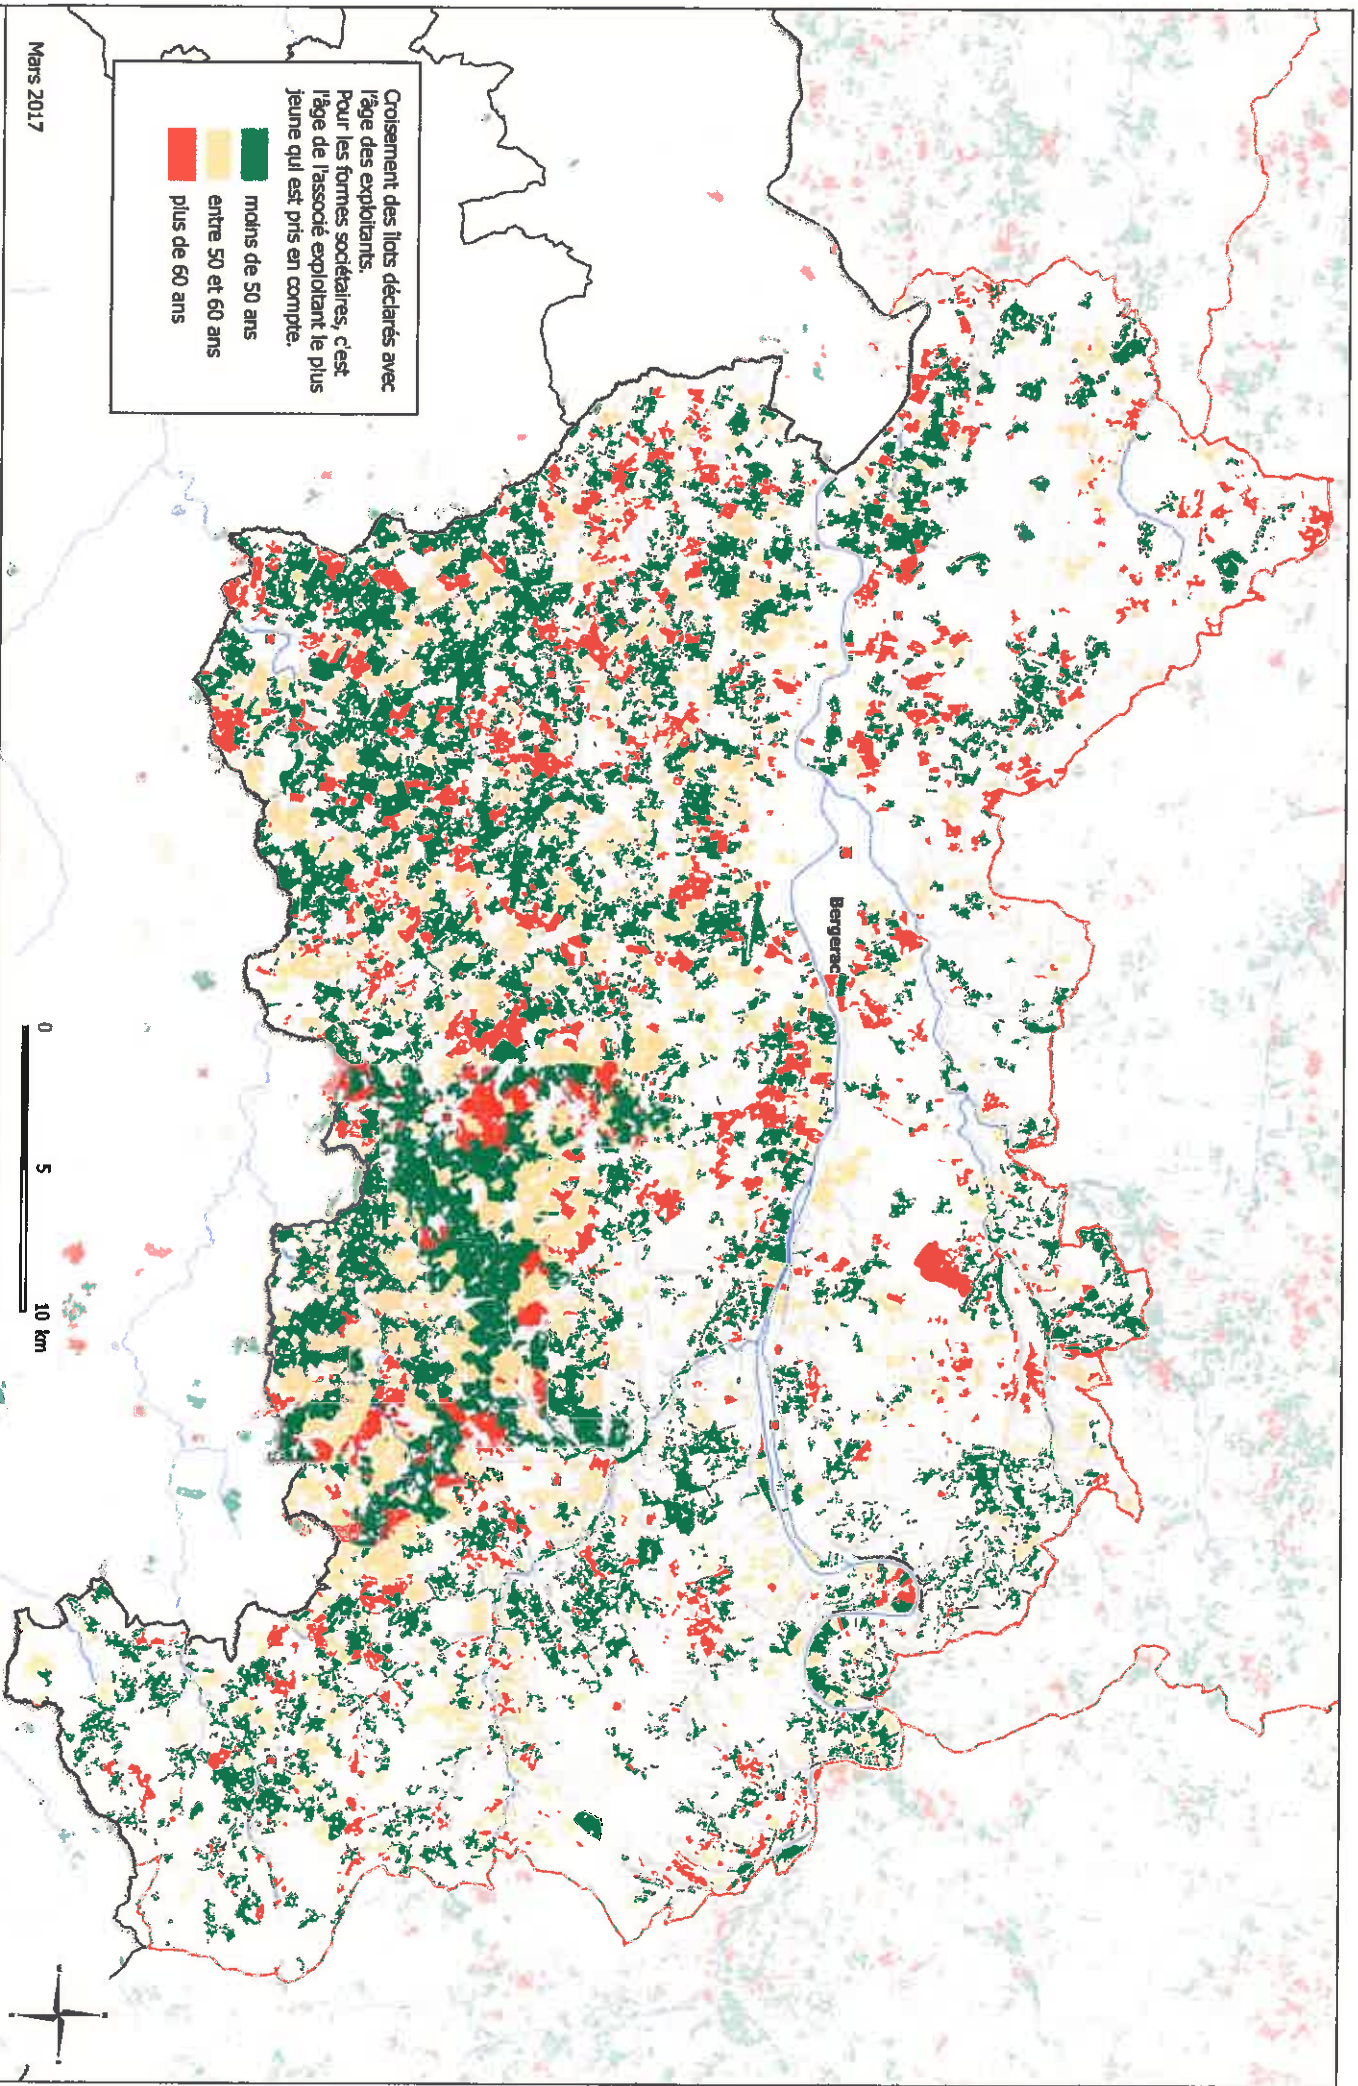 Bergerac
Croisement des îlots déclarés avec
l'âge des exploitants.
Pour les formes sociétaires, c'est
l'âge de l'associé exploitant le plus
jeune qui est pris en compte.
moins de 50 ans
entre 50 et 60 ans
plus de 60 ans
Mars 2017
0 5 10 km